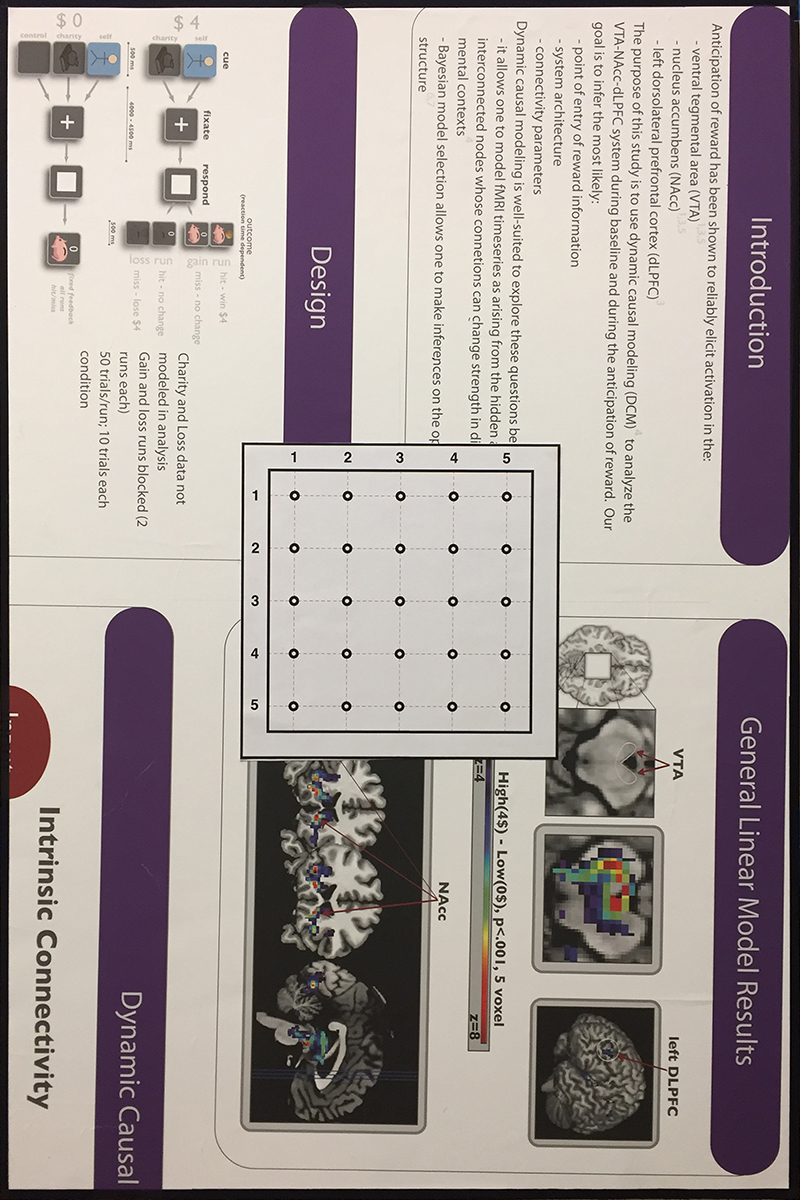 Introduction
Anticipation of reward has been shown to reliably elicit activation in the:
- ventral tegmental area (VTA)
- nucleus accumbens (NAcc)
- left dorsolateral prefrontal cortex (dLPFC)
The purpose of this study is to use dynamic causal modeling (DCM) to analyze the
VTA-NAcc-dLPFC system during baseline and during the anticipation of reward. Our
goal is to infer the most likely:
- point of entry of reward information
- system architecture
- connectivity parameters
Dynamic causal modeling is well-suited to explore these questions be
- it allows one to model fMRI timeseries as arising from the hidden
interconnected nodes whose connetions can change strength in di
mental contexts
- Bayesian model selection allows one to make inferences on the op
structure
Design
cue
fixate
respond
outcome
(reaction time dependent)
$ 4
self
charity
+
0
gain run
hit - win $4
miss - no change
loss run
hit - no change
miss - lose $4
500 ms
4000 - 4500 ms
500 ms
$ 0
self
charity
control
+
0
fixed feedback
all runs
hit/miss
Charity and Loss data not
modeled in analysis
Gain and loss runs blocked (2
runs each)
50 trials/run; 10 trials each
condition
1 2 3 4 5
1
2
3
4
5
General Linear Model Results
VTA
left DLPFC
High(4$) - Low(0$), p<.001, 5 voxel
z=4
z=8
NAcc
Dynamic Causal
Intrinsic Connectivity